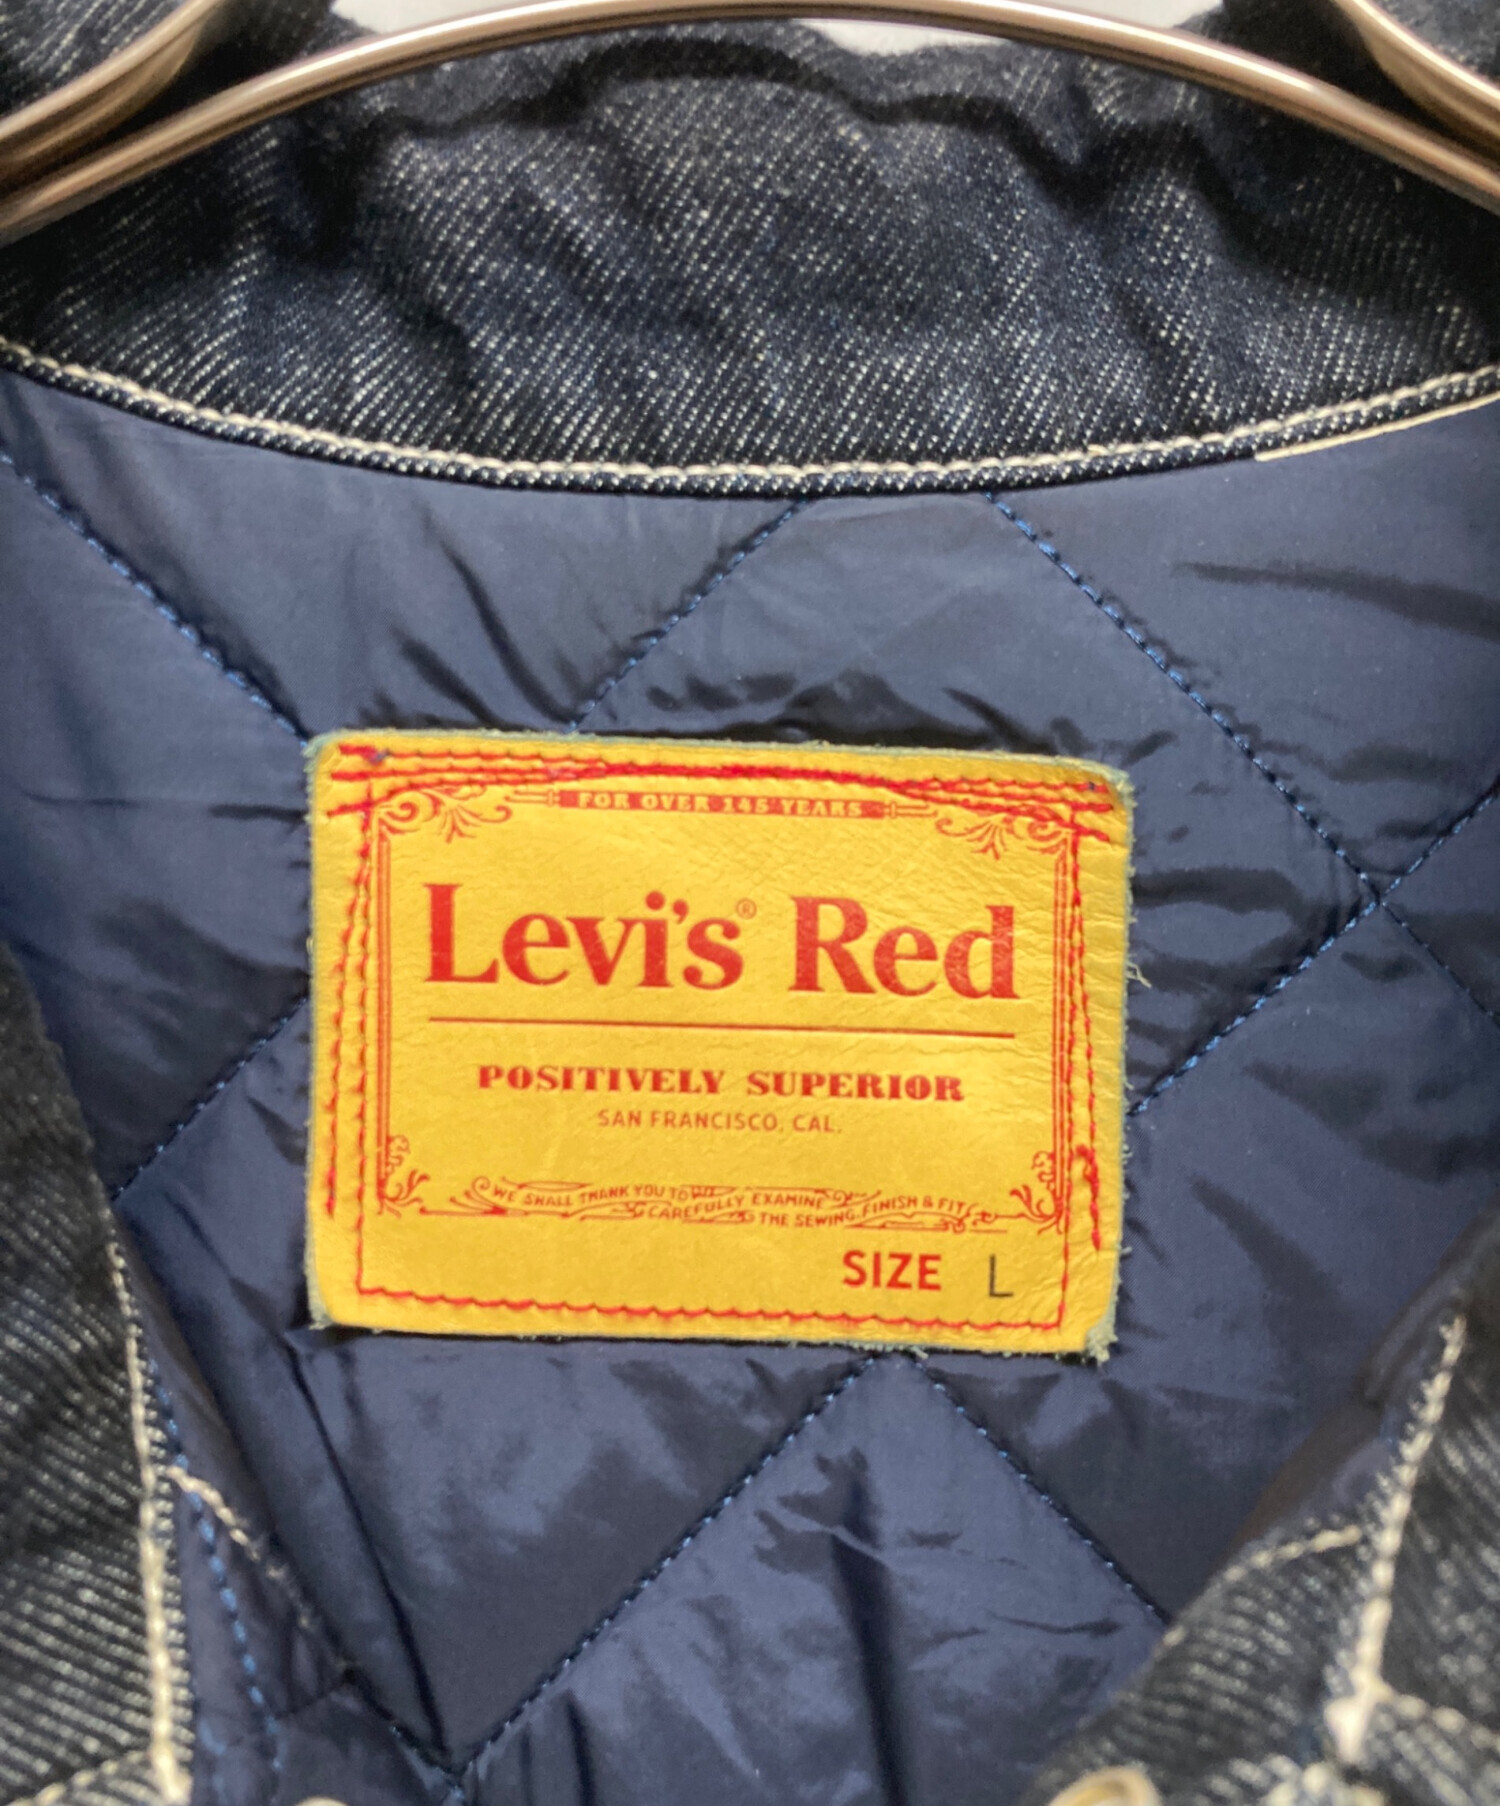 FOR OVER 145 YEARS
Levi's® Red
POSITIVELY SUPERIOR
SAN FRANCISCO, CAL.
WE SHALL THANK YOU TO CAREFULLY EXAMINE THE SEWING, FINISH & FIT
SIZE L